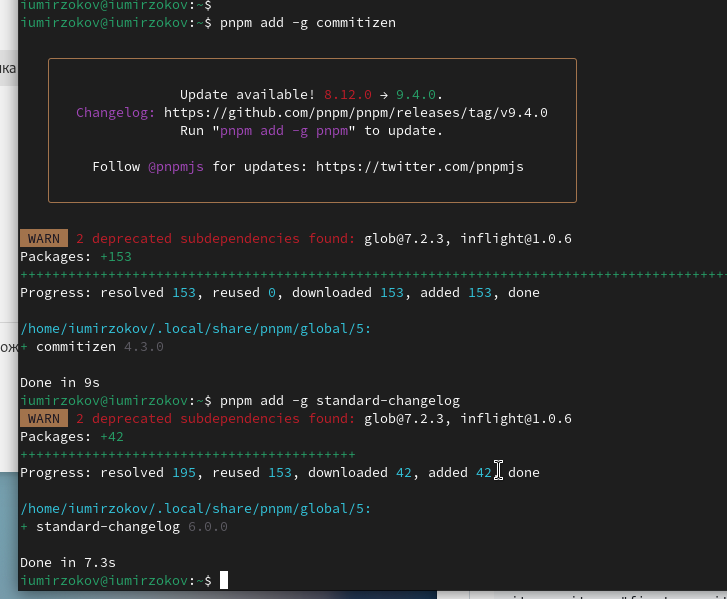 iumirzokov@iumirzokov:~$
iumirzokov@iumirzokov:~$ pnpm add -g commitizen
Update available! 8.12.0 → 9.4.0.
Changelog: https://github.com/pnpm/pnpm/releases/tag/v9.4.0
Run "pnpm add -g pnpm" to update.
Follow @pnpmjs for updates: https://twitter.com/pnpmjs
WARN 2 deprecated subdependencies found: glob@7.2.3, inflight@1.0.6
Packages: +153
++++++++++++++++++++++++++++++++++++++++++++++++++++++++++++++++++++++++++++++++++++++++
Progress: resolved 153, reused 0, downloaded 153, added 153, done
/home/iumirzokov/.local/share/pnpm/global/5:
+ commitizen 4.3.0
Done in 9s
iumirzokov@iumirzokov:~$ pnpm add -g standard-changelog
WARN 2 deprecated subdependencies found: glob@7.2.3, inflight@1.0.6
Packages: +42
++++++++++++++++++++++++++++++++++++++++++
Progress: resolved 195, reused 153, downloaded 42, added 42, done
/home/iumirzokov/.local/share/pnpm/global/5:
+ standard-changelog 6.0.0
Done in 7.3s
iumirzokov@iumirzokov:~$